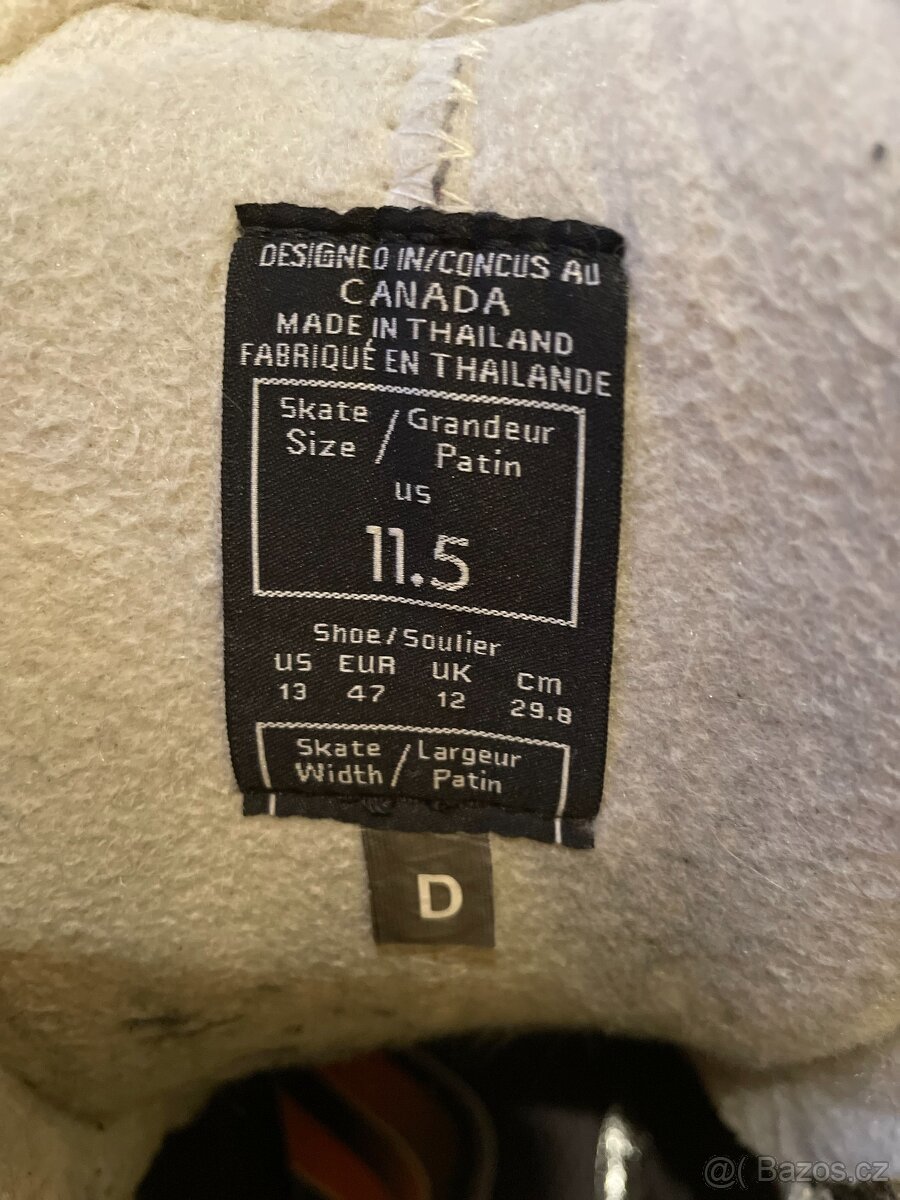 DESIGNED IN/CONCUS AU
CANADA
MADE IN THAILAND
FABRIQUÉ EN THAILANDE
Skate / Grandeur
Size / Patin
US
11.5
Shoe/Soulier
US EUR UK cm
13 47 12 29.8
Skate / Largeur
Width / Patin
D
@( Bazos.cz